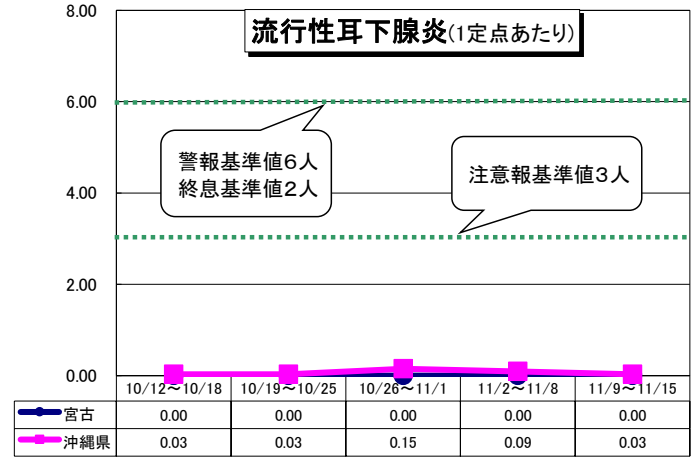 流行性耳下腺炎(1定点あたり)
8.00
6.00
警報基準値6人
終息基準値2人
注意報基準値3人
4.00
2.00
0.00
10/12～10/18 10/19～10/25 10/26～11/1 11/2～11/8 11/9～11/15
宮古 0.00 0.00 0.00 0.00 0.00
沖縄県 0.03 0.03 0.15 0.09 0.03